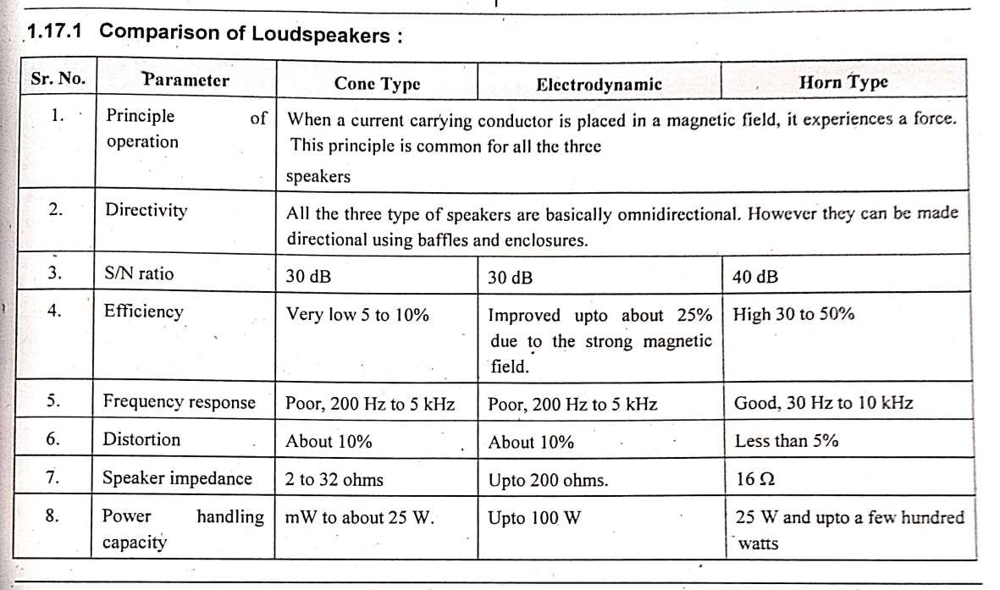 1.17.1 Comparison of Loudspeakers :
Sr. No. Parameter Cone Type Electrodynamic Horn Type
1. Principle of operation When a current carrying conductor is placed in a magnetic field, it experiences a force.
This principle is common for all the three
speakers
2. Directivity All the three type of speakers are basically omnidirectional. However they can be made
directional using baffles and enclosures.
3. S/N ratio 30 dB 30 dB 40 dB
4. Efficiency Very low 5 to 10% Improved upto about 25% High 30 to 50%
due to the strong magnetic
field.
5. Frequency response Poor, 200 Hz to 5 kHz Poor, 200 Hz to 5 kHz Good, 30 Hz to 10 kHz
6. Distortion About 10% About 10% Less than 5%
7. Speaker impedance 2 to 32 ohms Upto 200 ohms. 16 Ω
8. Power handling mW to about 25 W. Upto 100 W 25 W and upto a few hundred
capacity watts